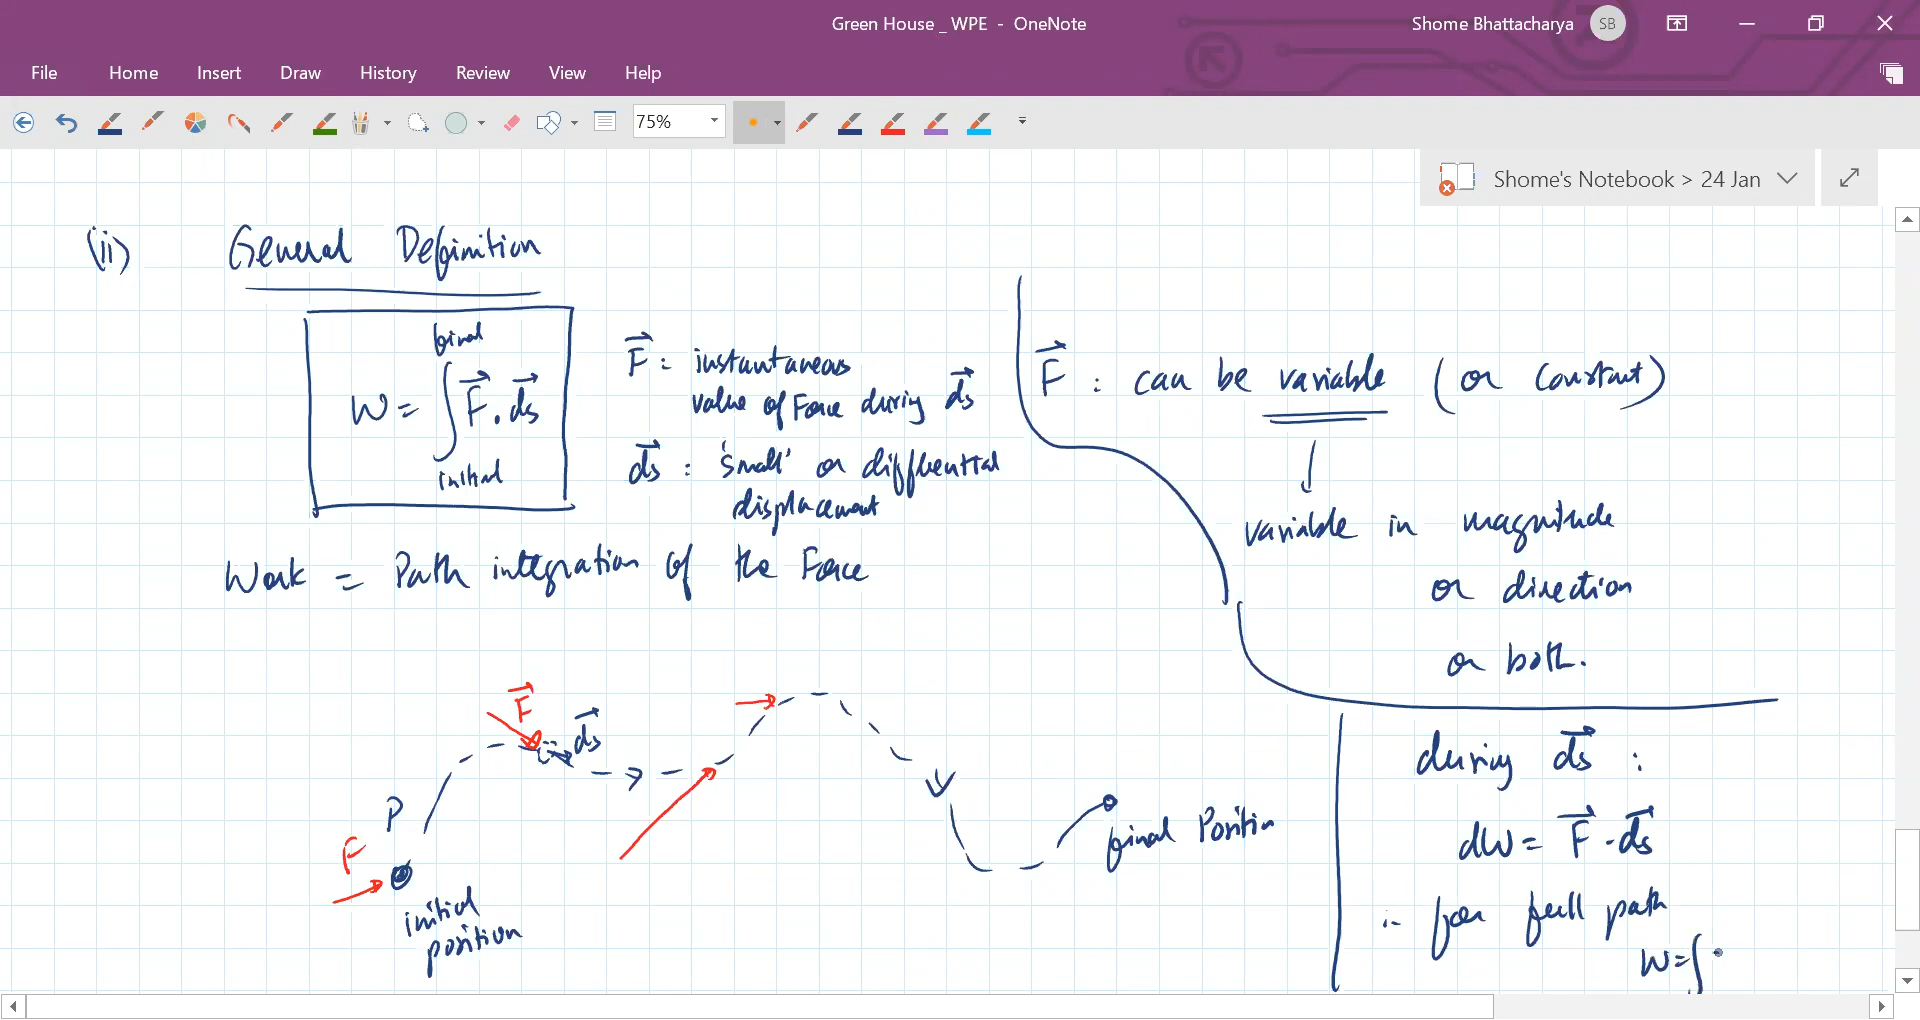 Green House _ WPE - OneNote
Shome Bhattacharya
SB
File Home Insert Draw History Review View Help
75%
Shome's Notebook > 24 Jan
(ii) General Definition
final
W = ∫ F⃗ . ds⃗
initial
F⃗ : instantaneous
value of Force during ds⃗
ds⃗ : 'small' or differential
displacement
Work = Path integration of the Force
F⃗ : can be variable (or constant)
variable in magnitude
or direction
or both.
F⃗
ds⃗
P
F
initial
position
final Position
during ds⃗ :
dW = F⃗ . ds⃗
∴ for full path
W = ∫